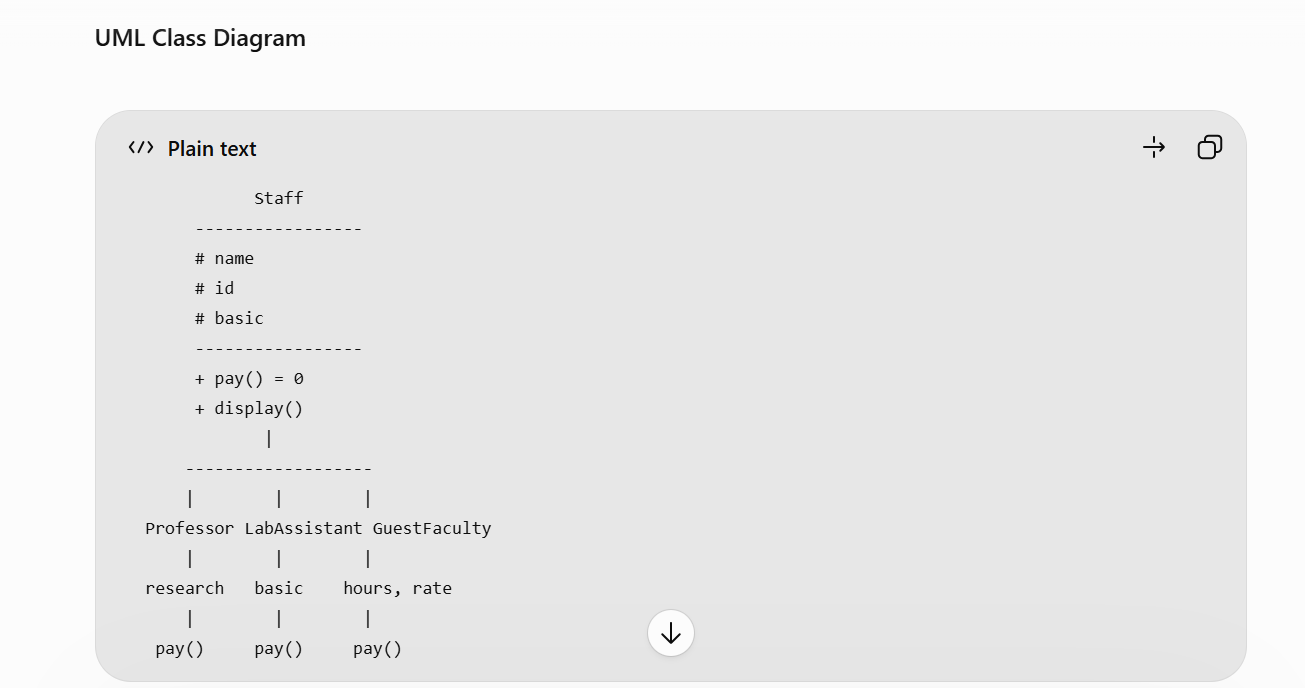 UML Class Diagram
</> Plain text
Staff
-----------------
# name
# id
# basic
-----------------
+ pay() = 0
+ display()
|
-------------------
| | |
Professor LabAssistant GuestFaculty
| | |
research basic hours, rate
| | |
pay() pay() pay()